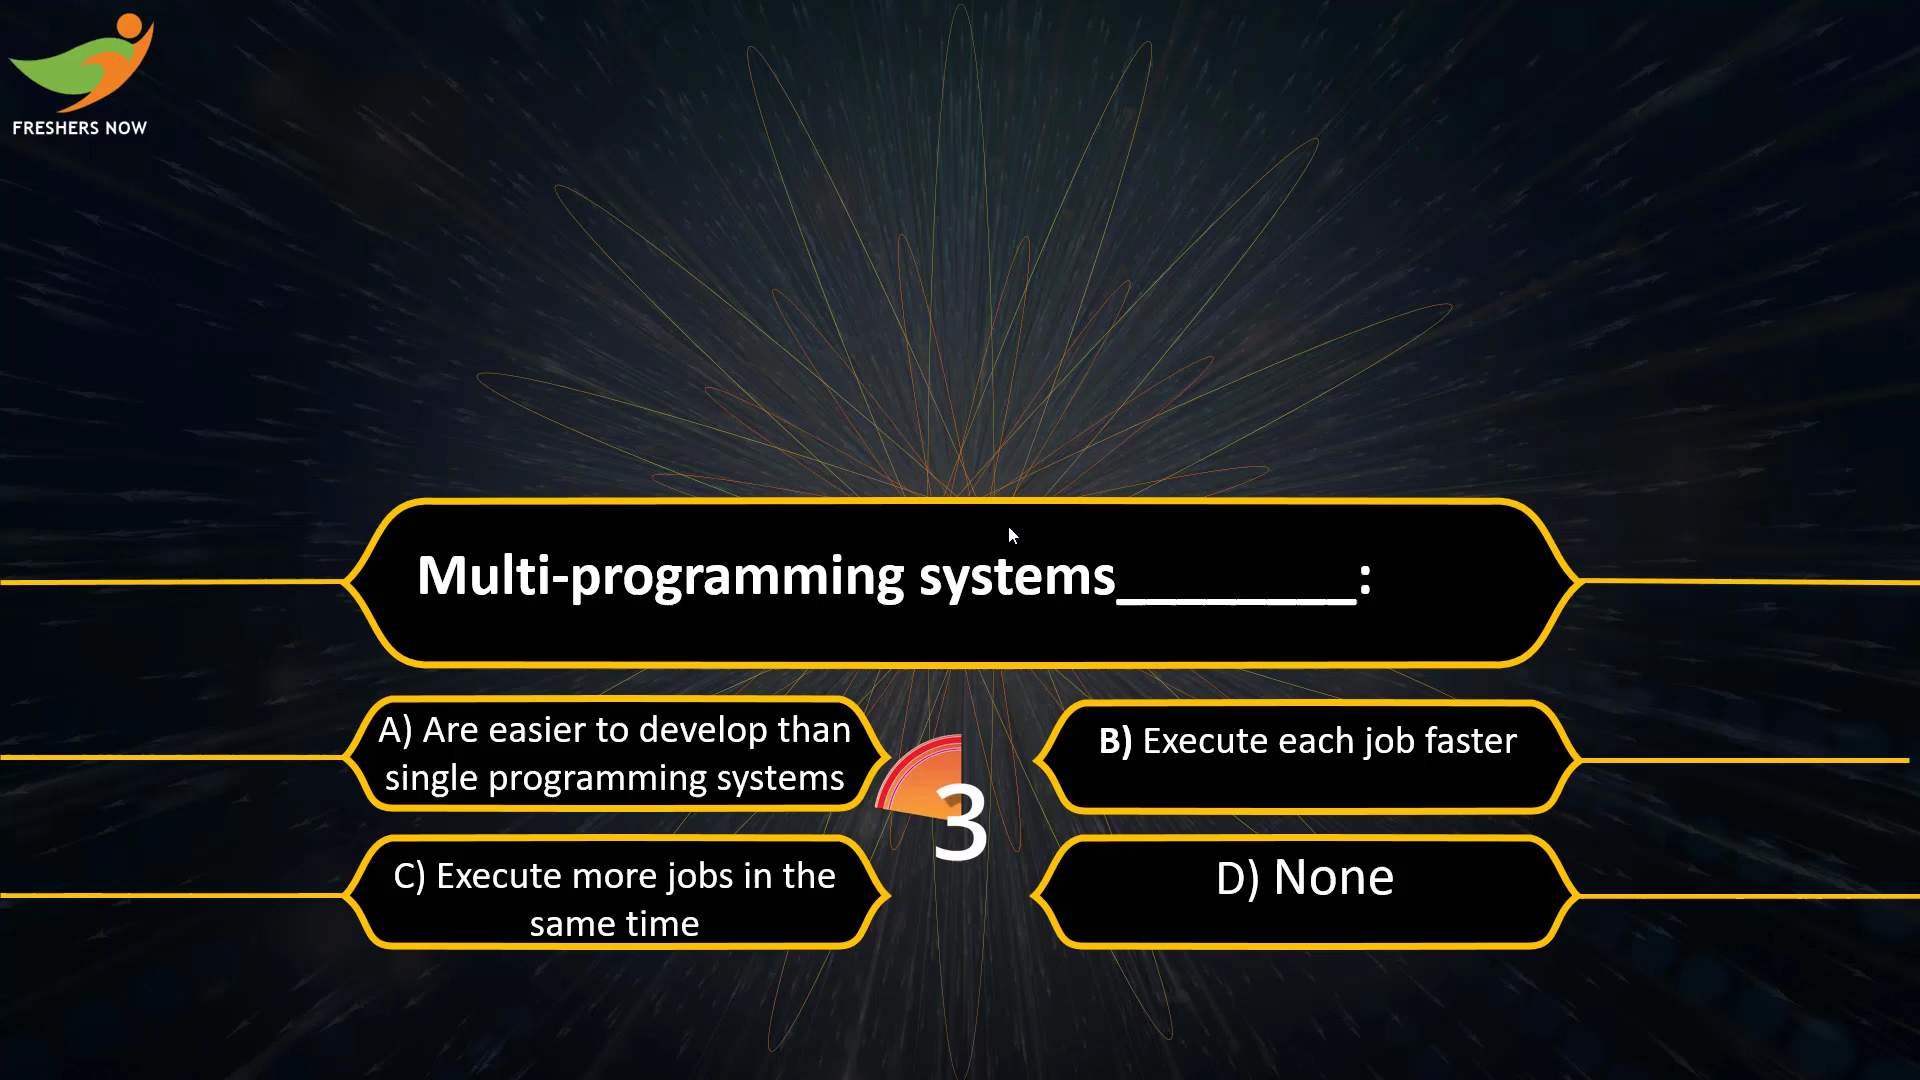 FRESHERS NOW
Multi-programming systems________:
A) Are easier to develop than
single programming systems
B) Execute each job faster
3
C) Execute more jobs in the
same time
D) None